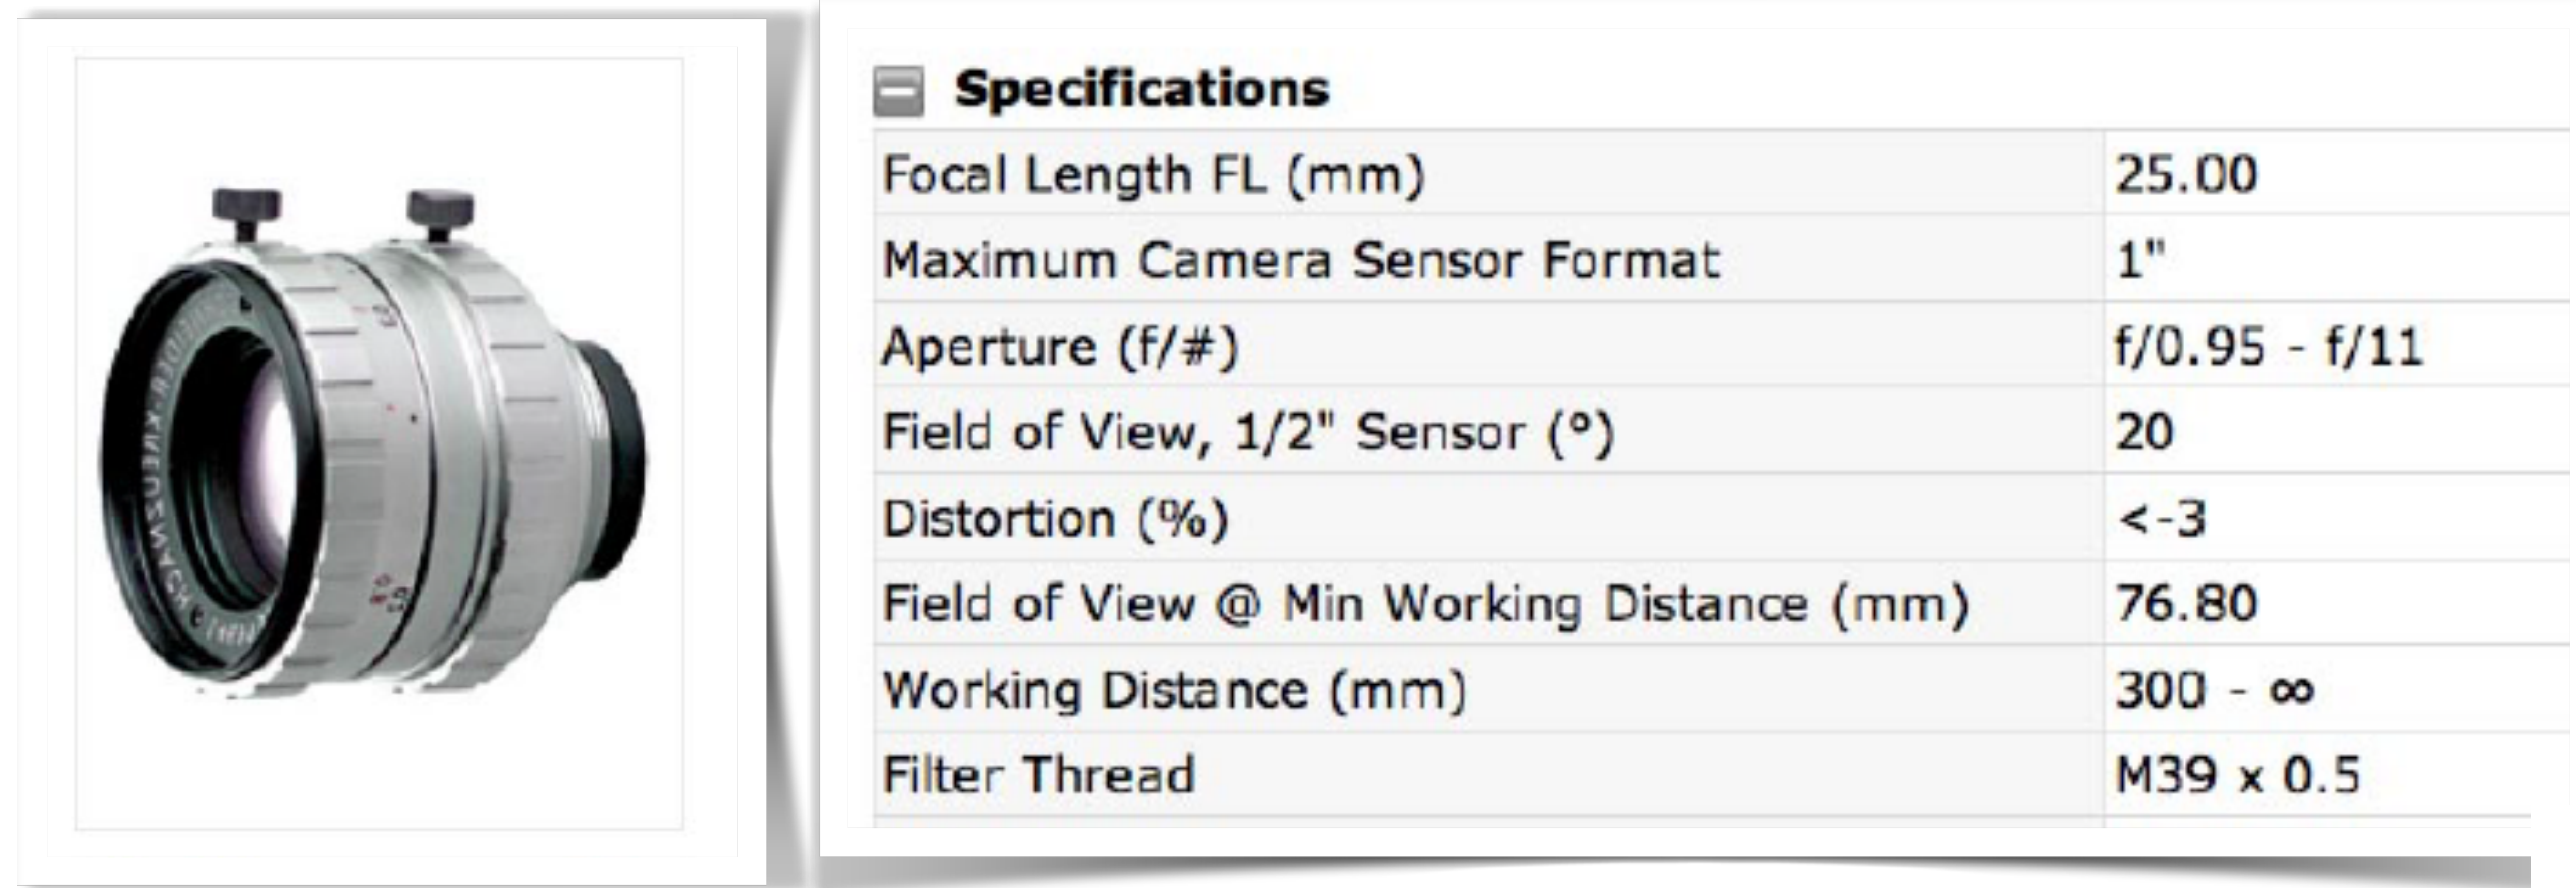 Specifications
Focal Length FL (mm) 25.00
Maximum Camera Sensor Format 1"
Aperture (f/#) f/0.95 - f/11
Field of View, 1/2" Sensor (°) 20
Distortion (%) <-3
Field of View @ Min Working Distance (mm) 76.80
Working Distance (mm) 300 - ∞
Filter Thread M39 x 0.5